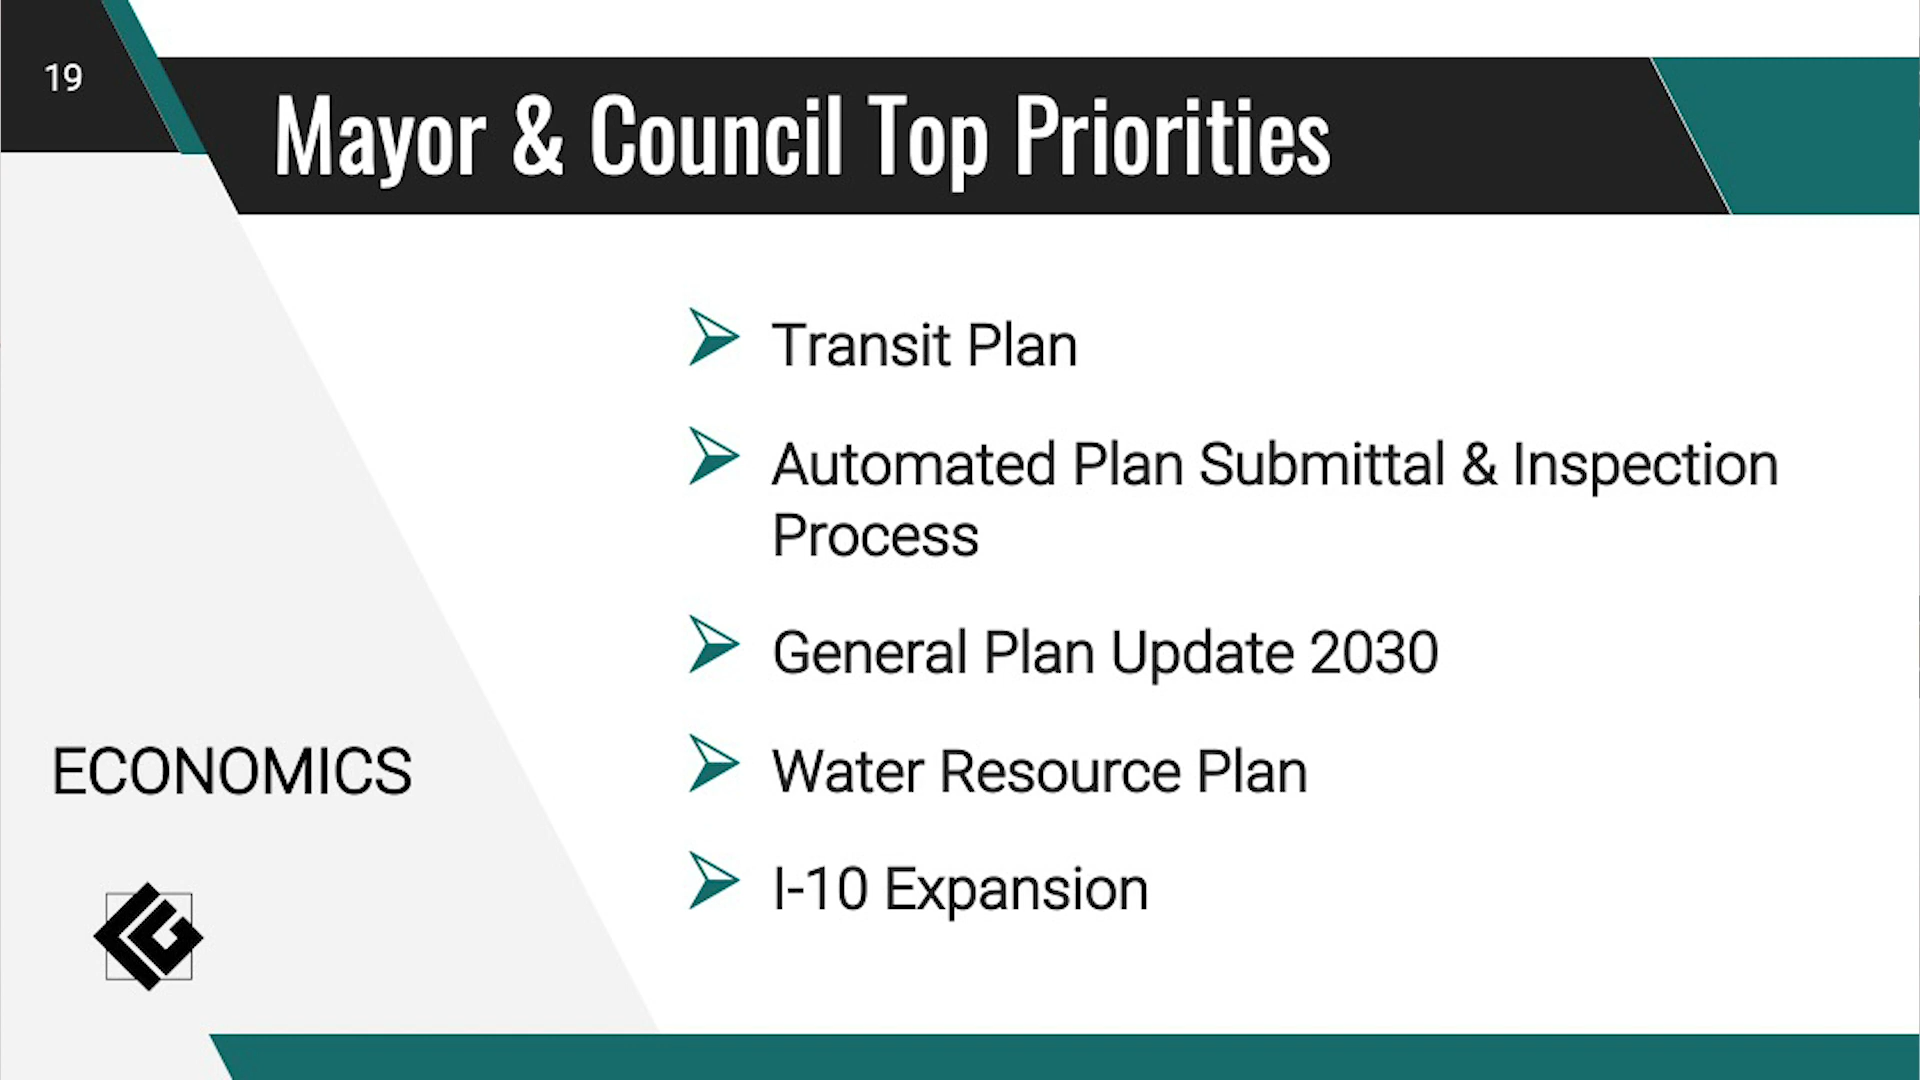 19
Mayor & Council Top Priorities
Transit Plan
Automated Plan Submittal & Inspection
Process
General Plan Update 2030
Water Resource Plan
I-10 Expansion
ECONOMICS